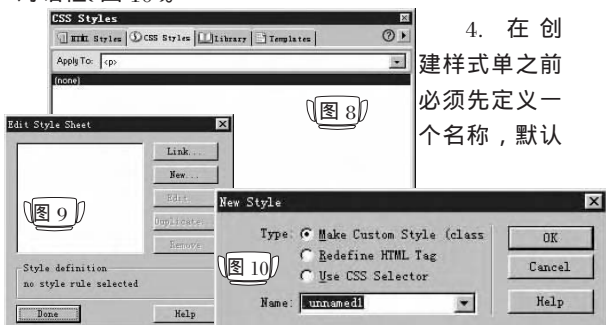 CSS Styles
HTML Styles CSS Styles Library Templates
Apply To: <p>
(none)
图 8
4. 在 创
建样式单之前
必须先定义一
个名称，默认
Edit Style Sheet
Link...
New...
Edit...
Duplicate...
Remove
图 9
Style definition
no style rule selected
Done Help
New Style
Type: Make Custom Style (class
Redefine HTML Tag
Use CSS Selector
图 10
Name: .unnamed1
OK
Cancel
Help